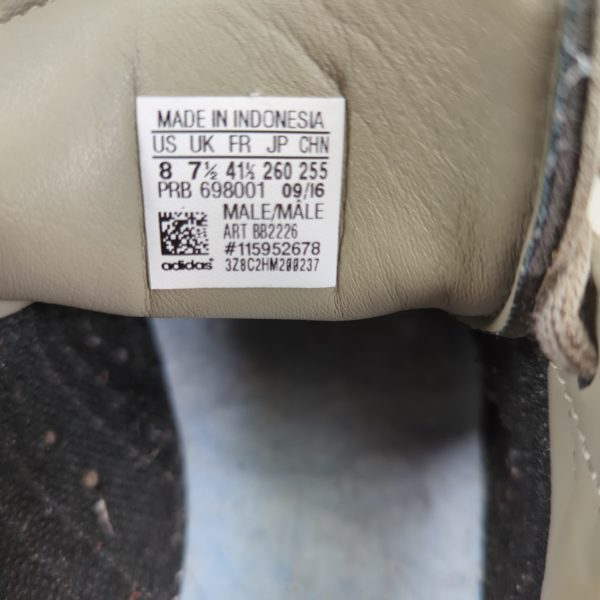 MADE IN INDONESIA
US UK FR JP CHN
8 7½ 41½ 260 255
PRB 698001 09/16
MALE/MÂLE
ART BB2226
#115952678
adidas 3Z8C2HM200237